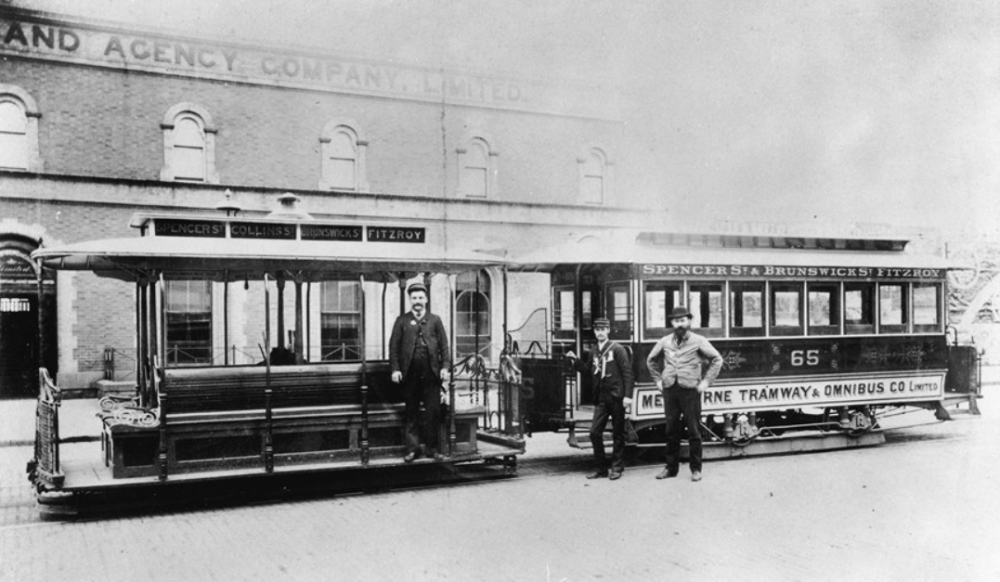 AND AGENCY COMPANY, LIMITED.
SPENCER ST COLLINS ST BRUNSWICK ST FITZROY
SPENCER ST & BRUNSWICK ST FITZROY
65
MELBOURNE TRAMWAY & OMNIBUS CO LIMITED